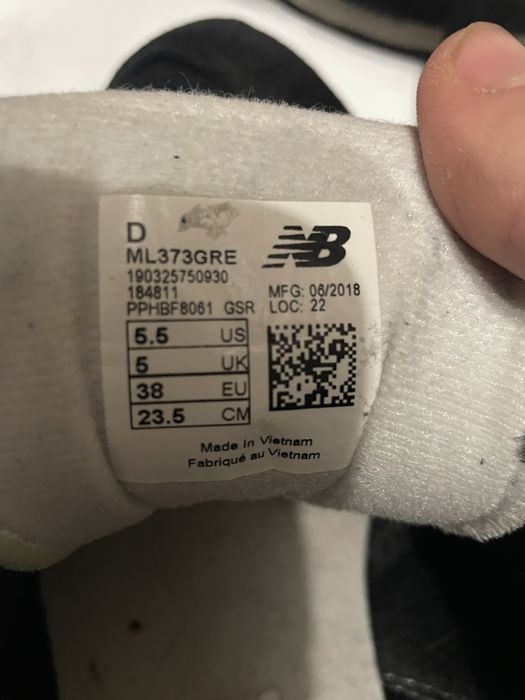 D
NB
ML373GRE
190325750930
184811
MFG: 06/2018
PPHBF8061 GSR
LOC: 22
5.5 US
5 UK
38 EU
23.5 CM
Made In Vietnam
Fabriqué au Vietnam